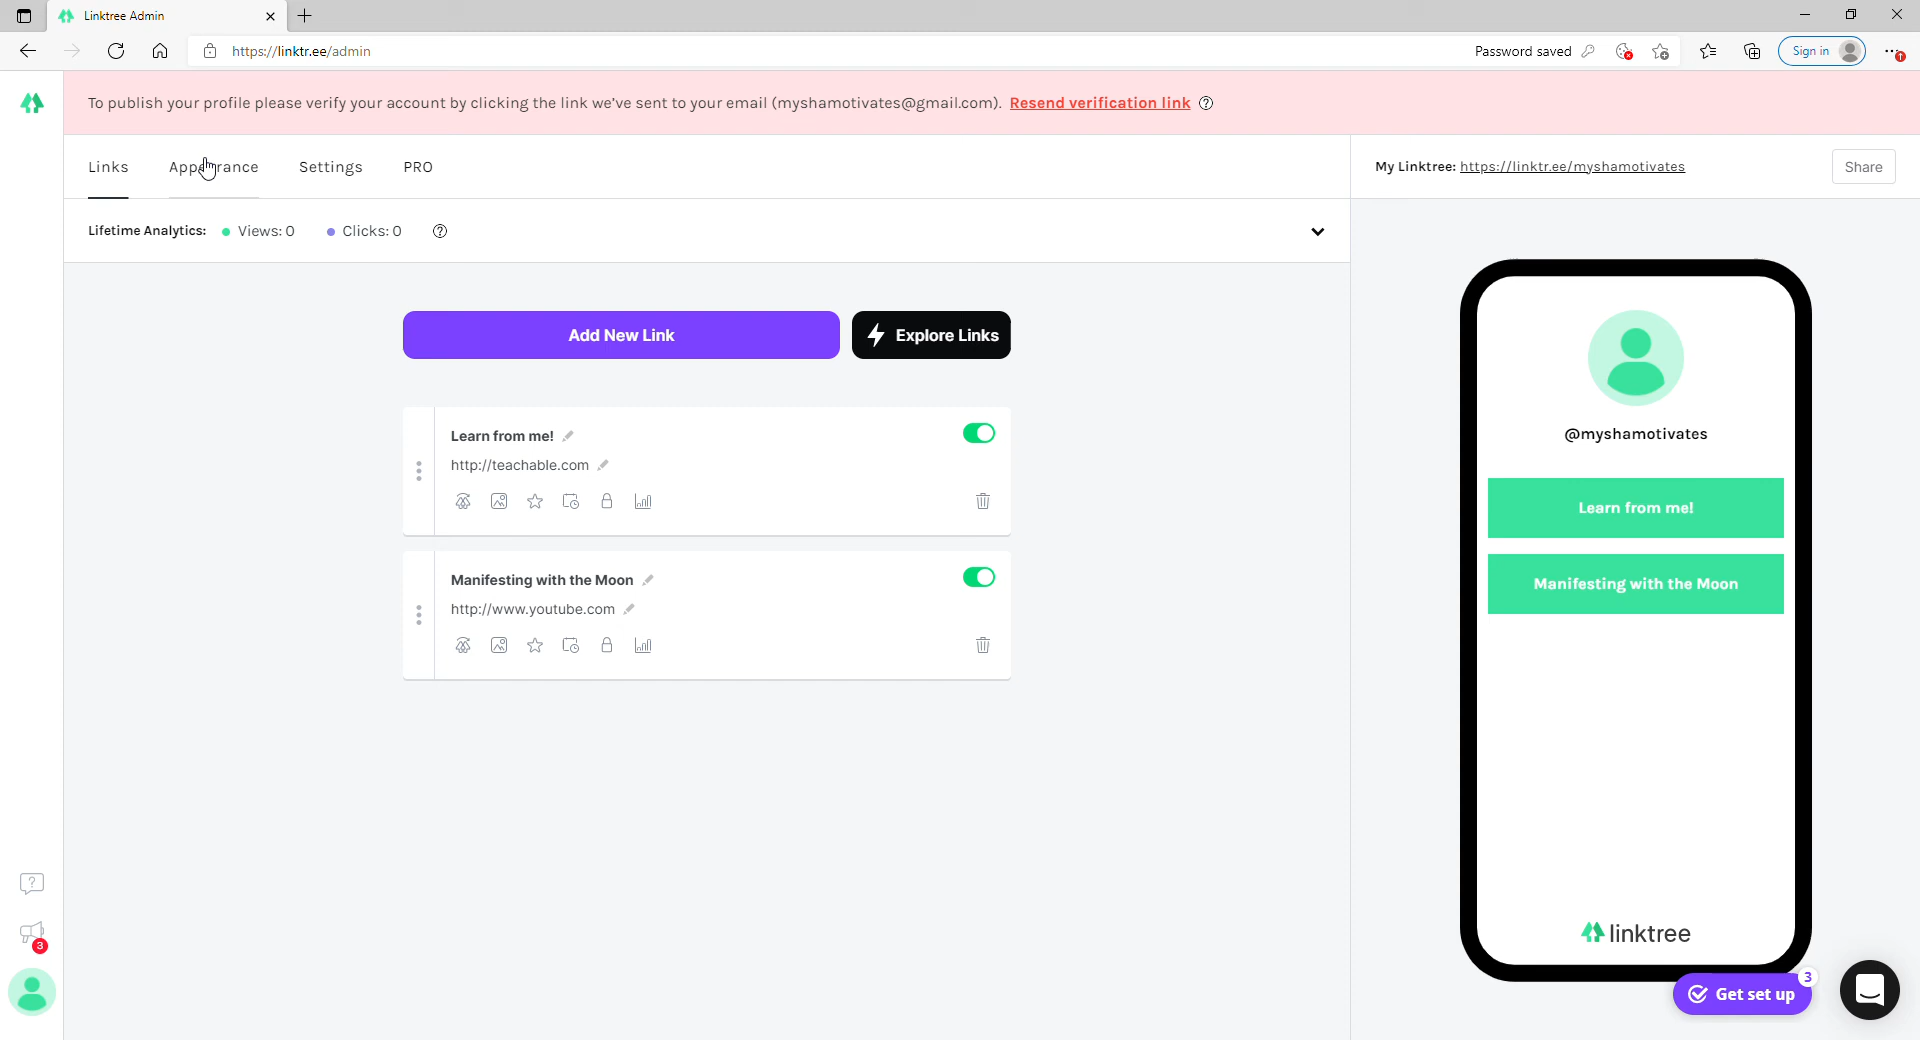 Linktree Admin
https://linktr.ee/admin
Password saved
Sign in
To publish your profile please verify your account by clicking the link we've sent to your email (myshamotivates@gmail.com). Resend verification link ?
Links
Appearance
Settings
PRO
My Linktree: https://linktr.ee/myshamotivates
Share
Lifetime Analytics: Views: 0 Clicks: 0 ?
Add New Link
Explore Links
Learn from me!
http://teachable.com
Manifesting with the Moon
http://www.youtube.com
@myshamotivates
Learn from me!
Manifesting with the Moon
linktree
?
3
3
Get set up